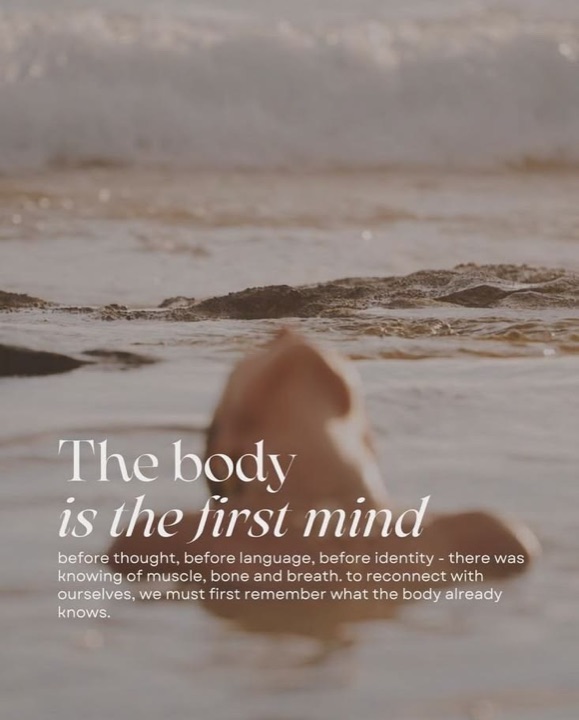 The body
is the first mind
before thought, before language, before identity - there was
knowing of muscle, bone and breath. to reconnect with
ourselves, we must first remember what the body already
knows.